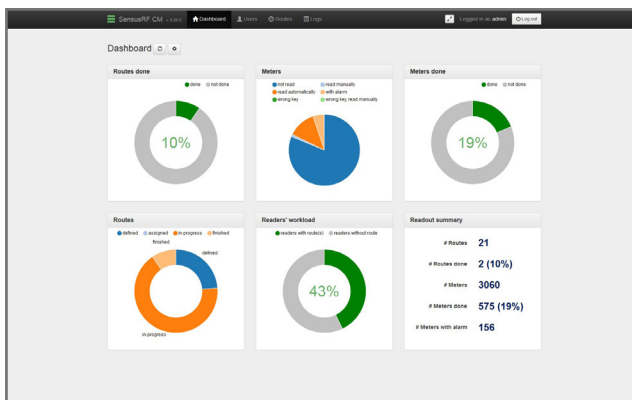 SensusRF CM Dashboard Users Routes Logs Logged in as admin Log out
Dashboard
Routes done
done not done
10%
Meters
not read read manually
read automatically with alarm
wrong key wrong key, read manually
Meters done
done not done
19%
Routes
defined assigned in progress finished
finished
defined
in progress
Readers' workload
readers with route(s) readers without route
43%
Readout summary
# Routes 21
# Routes done 2 (10%)
# Meters 3060
# Meters done 575 (19%)
# Meters with alarm 156